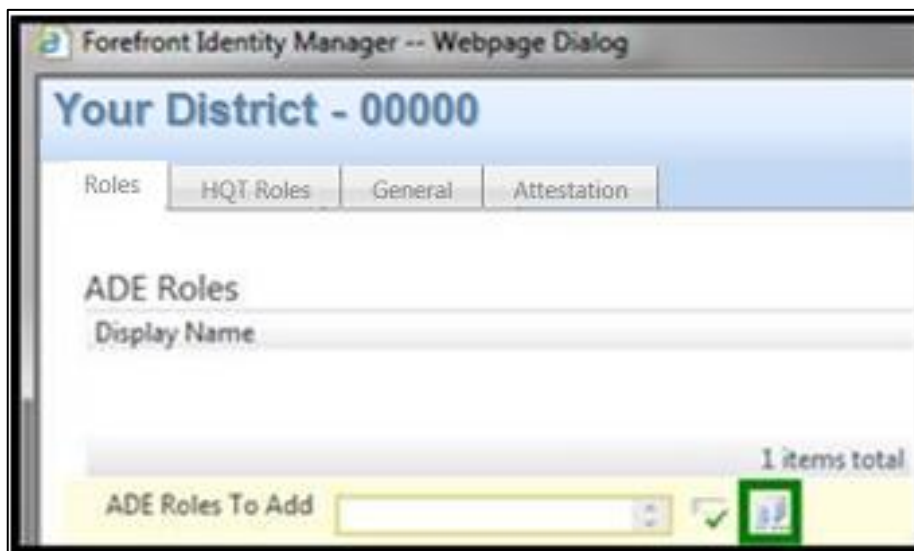 Forefront Identity Manager -- Webpage Dialog
Your District - 00000
Roles HQT Roles General Attestation
ADE Roles
Display Name
1 items total
ADE Roles To Add